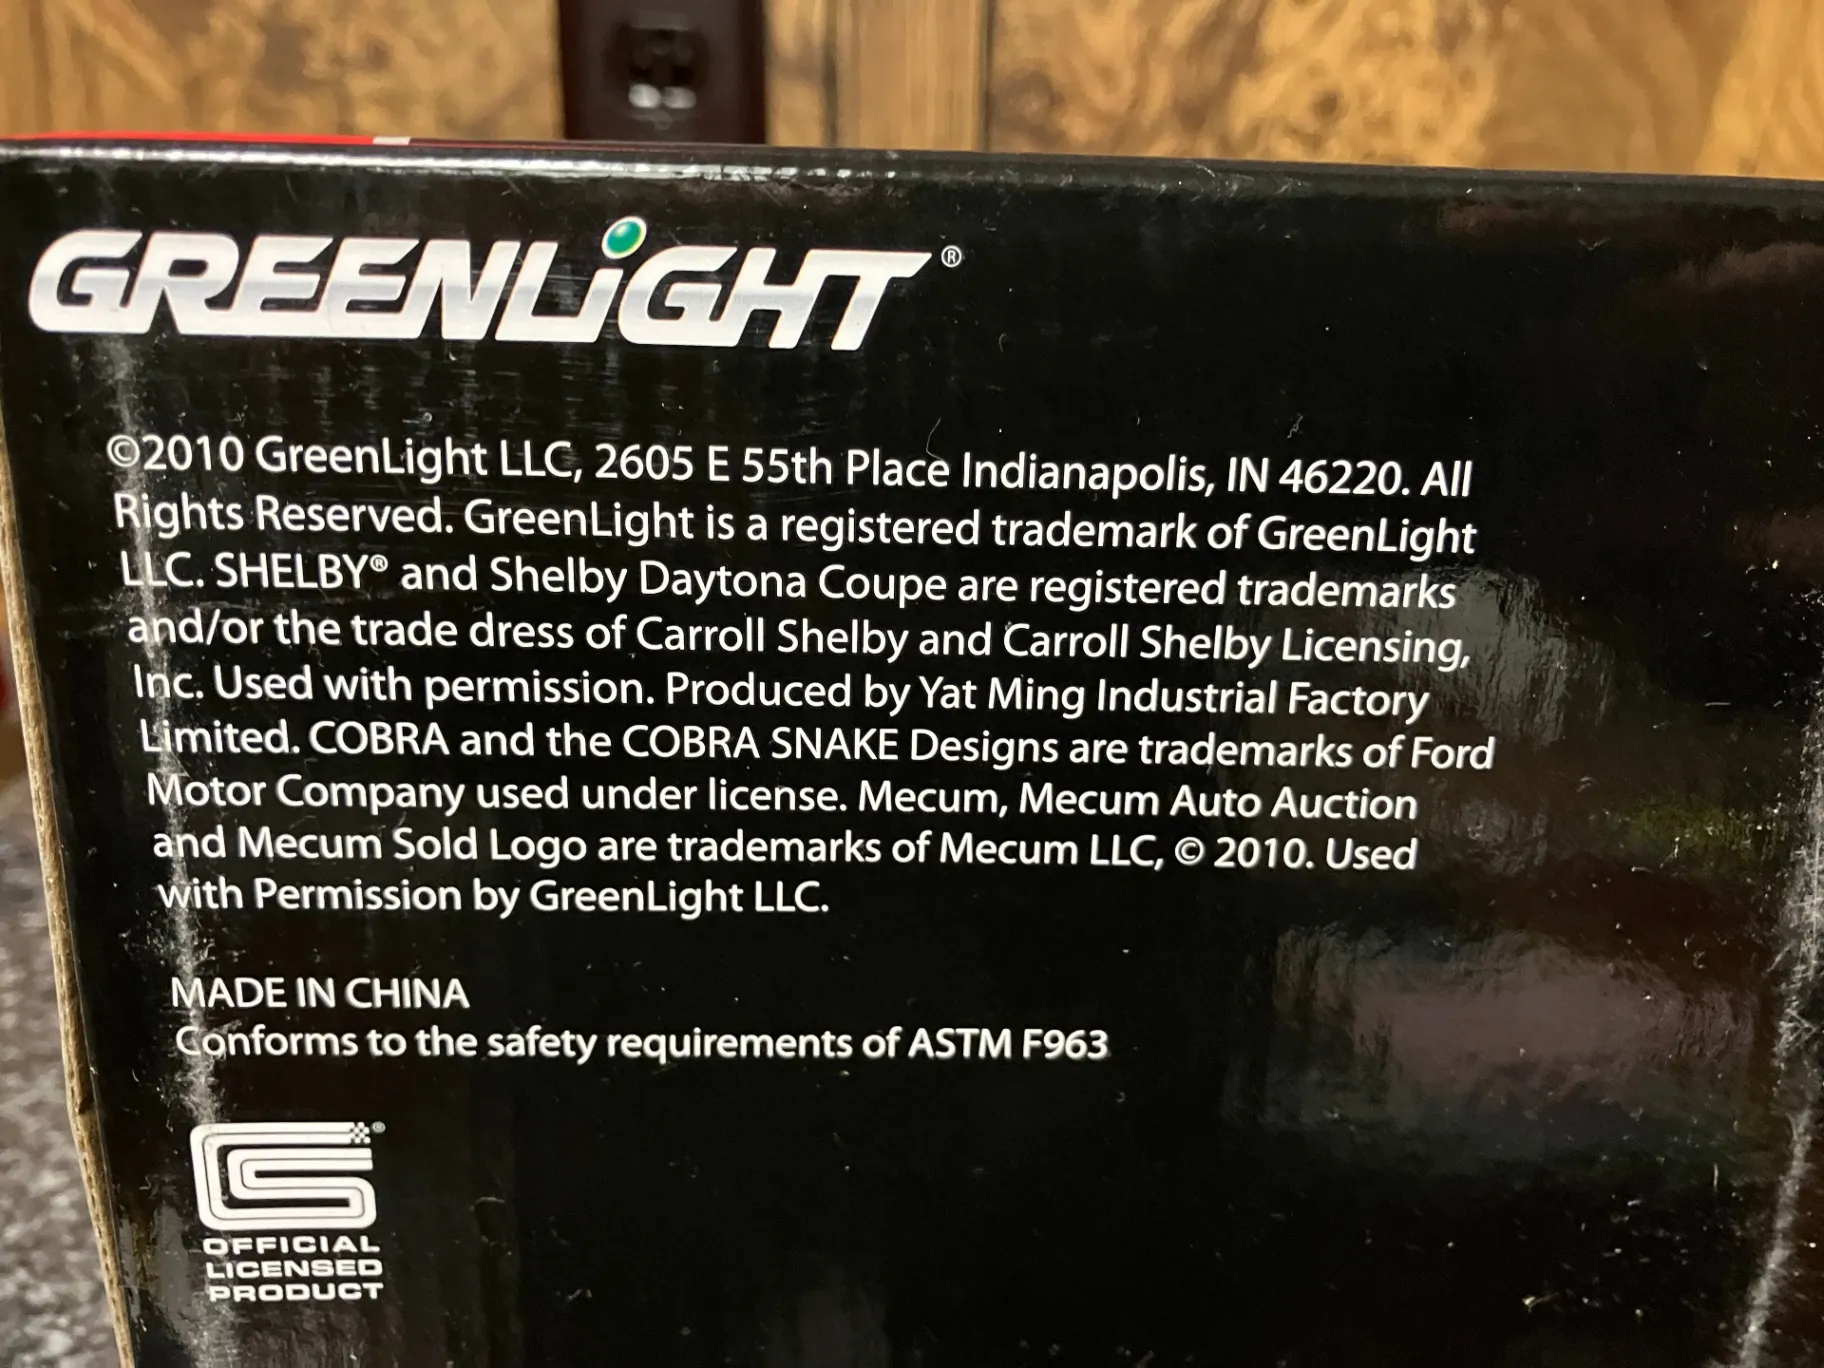 GREENLiGHT®
©2010 GreenLight LLC, 2605 E 55th Place Indianapolis, IN 46220. All
Rights Reserved. GreenLight is a registered trademark of GreenLight
LLC. SHELBY® and Shelby Daytona Coupe are registered trademarks
and/or the trade dress of Carroll Shelby and Carroll Shelby Licensing,
Inc. Used with permission. Produced by Yat Ming Industrial Factory
Limited. COBRA and the COBRA SNAKE Designs are trademarks of Ford
Motor Company used under license. Mecum, Mecum Auto Auction
and Mecum Sold Logo are trademarks of Mecum LLC, © 2010. Used
with Permission by GreenLight LLC.
MADE IN CHINA
Conforms to the safety requirements of ASTM F963
CS®
OFFICIAL
LICENSED
PRODUCT